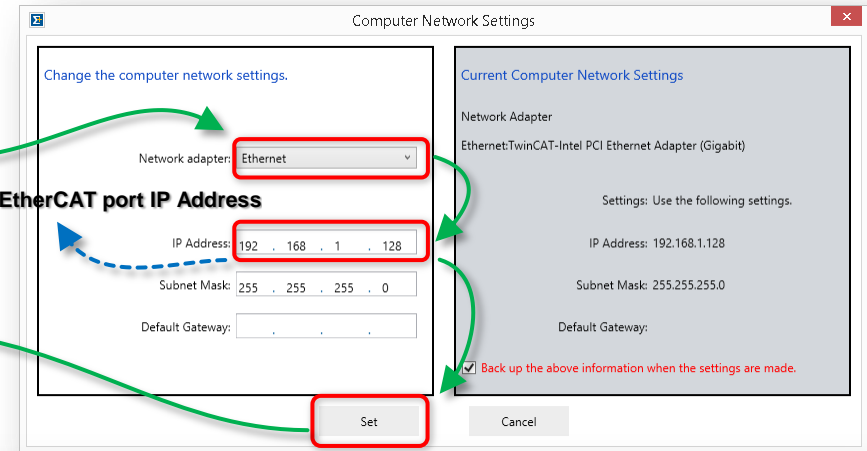 Computer Network Settings
Change the computer network settings.
Network adapter: Ethernet
EtherCAT port IP Address
IP Address: 192 . 168 . 1 . 128
Subnet Mask: 255 . 255 . 255 . 0
Default Gateway: . . .
Set
Current Computer Network Settings
Network Adapter
Ethernet:TwinCAT-Intel PCI Ethernet Adapter (Gigabit)
Settings: Use the following settings.
IP Address: 192.168.1.128
Subnet Mask: 255.255.255.0
Default Gateway:
Back up the above information when the settings are made.
Cancel